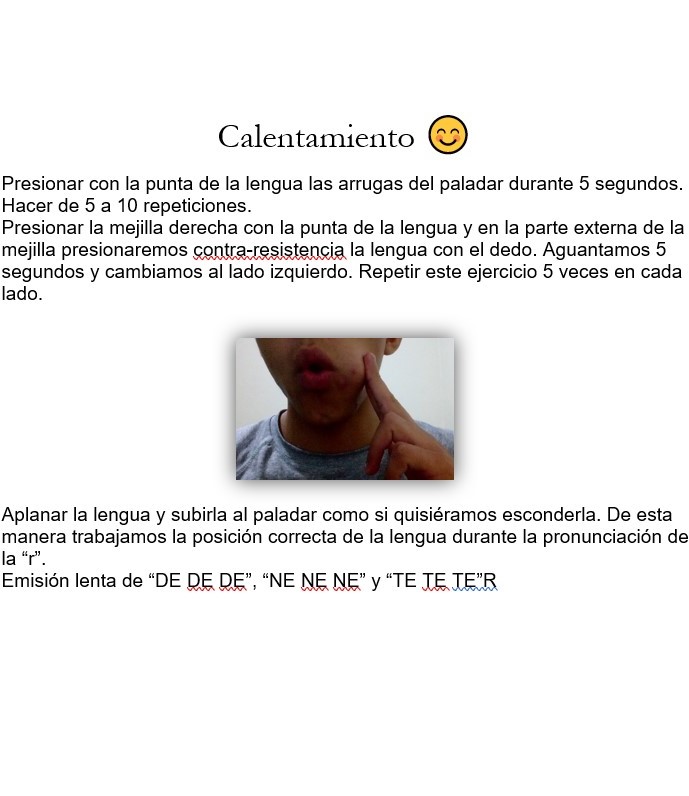 Calentamiento 😊
Presionar con la punta de la lengua las arrugas del paladar durante 5 segundos.
Hacer de 5 a 10 repeticiones.
Presionar la mejilla derecha con la punta de la lengua y en la parte externa de la
mejilla presionaremos contra-resistencia la lengua con el dedo. Aguantamos 5
segundos y cambiamos al lado izquierdo. Repetir este ejercicio 5 veces en cada
lado.
Aplanar la lengua y subirla al paladar como si quisiéramos esconderla. De esta
manera trabajamos la posición correcta de la lengua durante la pronunciación de
la “r”.
Emisión lenta de “DE DE DE”, “NE NE NE” y “TE TE TE”R